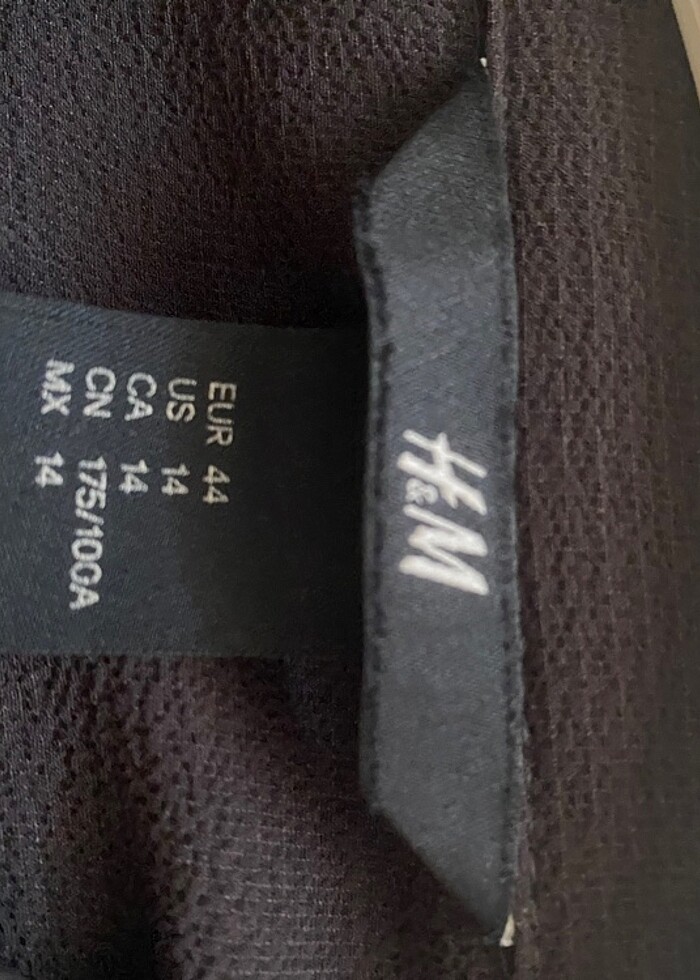 H&M
EUR 44
US 14
CA 14
CN 175/100A
MX 14